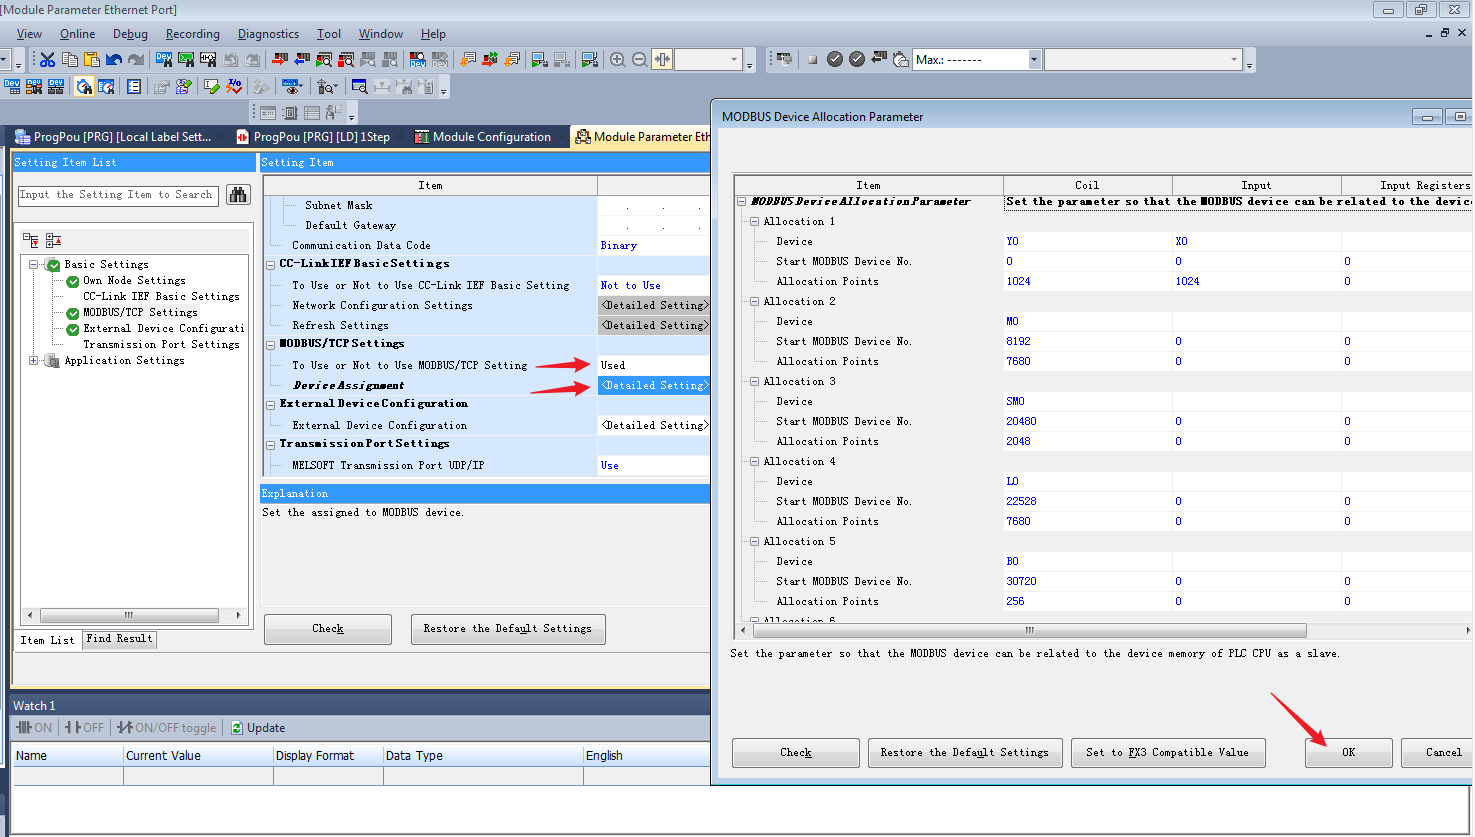 [Module Parameter Ethernet Port]
View Online Debug Recording Diagnostics Tool Window Help
Max.: -------
ProgPou [PRG] [Local Label Sett... ProgPou [PRG] [LD] 1Step Module Configuration Module Parameter Eth
Setting Item List
Input the Setting Item to Search
Basic Settings
Own Node Settings
CC-Link IEF Basic Settings
MODBUS/TCP Settings
External Device Configurati
Transmission Port Settings
Application Settings
Item List Find Result
Setting Item
Item
Subnet Mask . . .
Default Gateway . . .
Communication Data Code Binary
CC-Link IEF Basic Settings
To Use or Not to Use CC-Link IEF Basic Setting Not to Use
Network Configuration Settings <Detailed Setting>
Refresh Settings <Detailed Setting>
MODBUS/TCP Settings
To Use or Not to Use MODBUS/TCP Setting Used
Device Assignment <Detailed Setting>
External Device Configuration
External Device Configuration <Detailed Setting>
Transmission Port Settings
MELSOFT Transmission Port UDP/IP Use
Explanation
Set the assigned to MODBUS device.
Check Restore the Default Settings
Watch 1
ON OFF ON/OFF toggle Update
Name Current Value Display Format Data Type English
MODBUS Device Allocation Parameter
Item Coil Input Input Registers
MODBUS Device Allocation Parameter Set the parameter so that the MODBUS device can be related to the device
Allocation 1
Device Y0 X0
Start MODBUS Device No. 0 0 0
Allocation Points 1024 1024 0
Allocation 2
Device M0
Start MODBUS Device No. 8192 0 0
Allocation Points 7680 0 0
Allocation 3
Device SM0
Start MODBUS Device No. 20480 0 0
Allocation Points 2048 0 0
Allocation 4
Device L0
Start MODBUS Device No. 22528 0 0
Allocation Points 7680 0 0
Allocation 5
Device B0
Start MODBUS Device No. 30720 0 0
Allocation Points 256 0 0
Allocation 6
Set the parameter so that the MODBUS device can be related to the device memory of PLC CPU as a slave.
Check Restore the Default Settings Set to FX3 Compatible Value OK Cancel